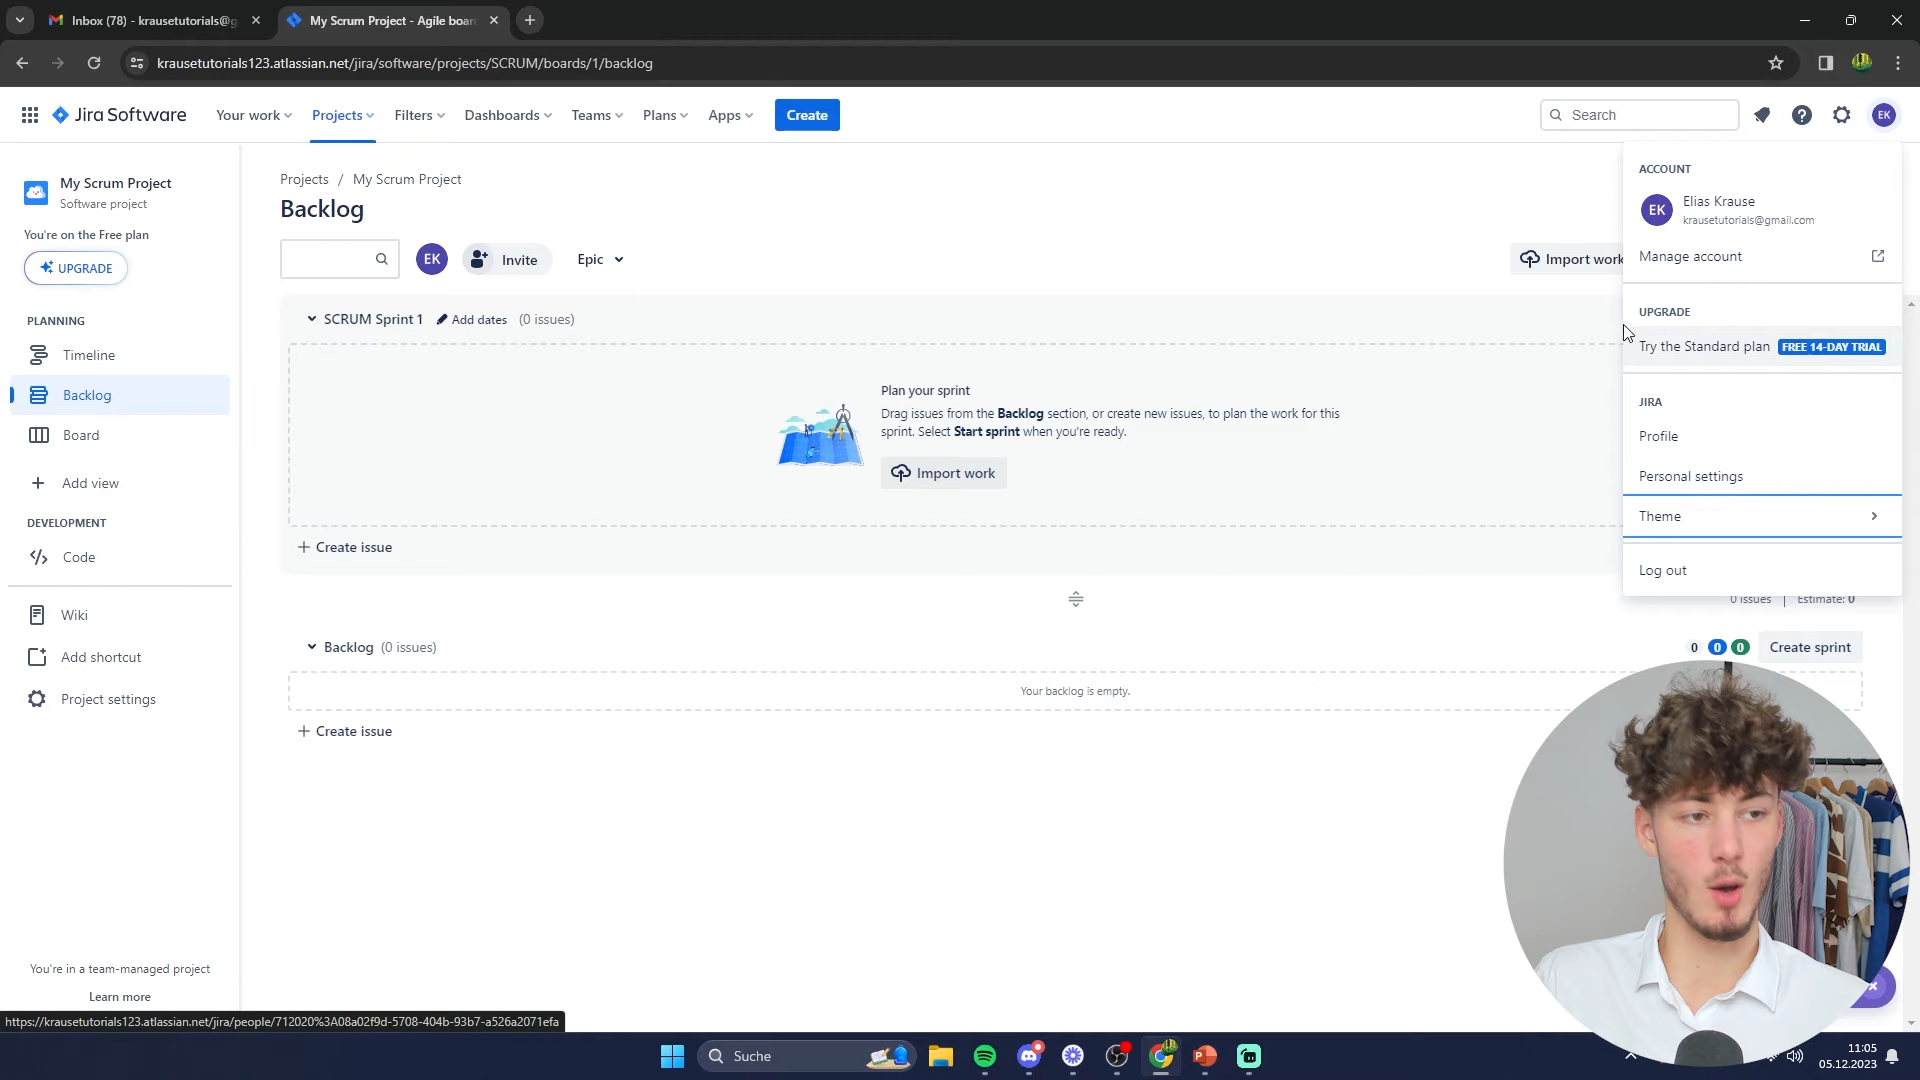 Inbox (78) - krausetutorials@g
My Scrum Project - Agile boar
krausetutorials123.atlassian.net/jira/software/projects/SCRUM/boards/1/backlog
Jira Software
Your work
Projects
Filters
Dashboards
Teams
Plans
Apps
Create
Search
EK
My Scrum Project
Software project
You're on the Free plan
UPGRADE
PLANNING
Timeline
Backlog
Board
Add view
DEVELOPMENT
Code
Wiki
Add shortcut
Project settings
You're in a team-managed project
Learn more
Projects / My Scrum Project
Backlog
EK
Invite
Epic
Import work
SCRUM Sprint 1 Add dates (0 issues)
Plan your sprint
Drag issues from the Backlog section, or create new issues, to plan the work for this
sprint. Select Start sprint when you're ready.
Import work
Create issue
0 issues Estimate: 0
Backlog (0 issues)
0 0 0 Create sprint
Your backlog is empty.
Create issue
ACCOUNT
EK
Elias Krause
krausetutorials@gmail.com
Manage account
UPGRADE
Try the Standard plan FREE 14-DAY TRIAL
JIRA
Profile
Personal settings
Theme
Log out
https://krausetutorials123.atlassian.net/jira/people/712020%3A08a02f9d-5708-404b-93b7-a526a2071efa
Suche
11:05
05.12.2023